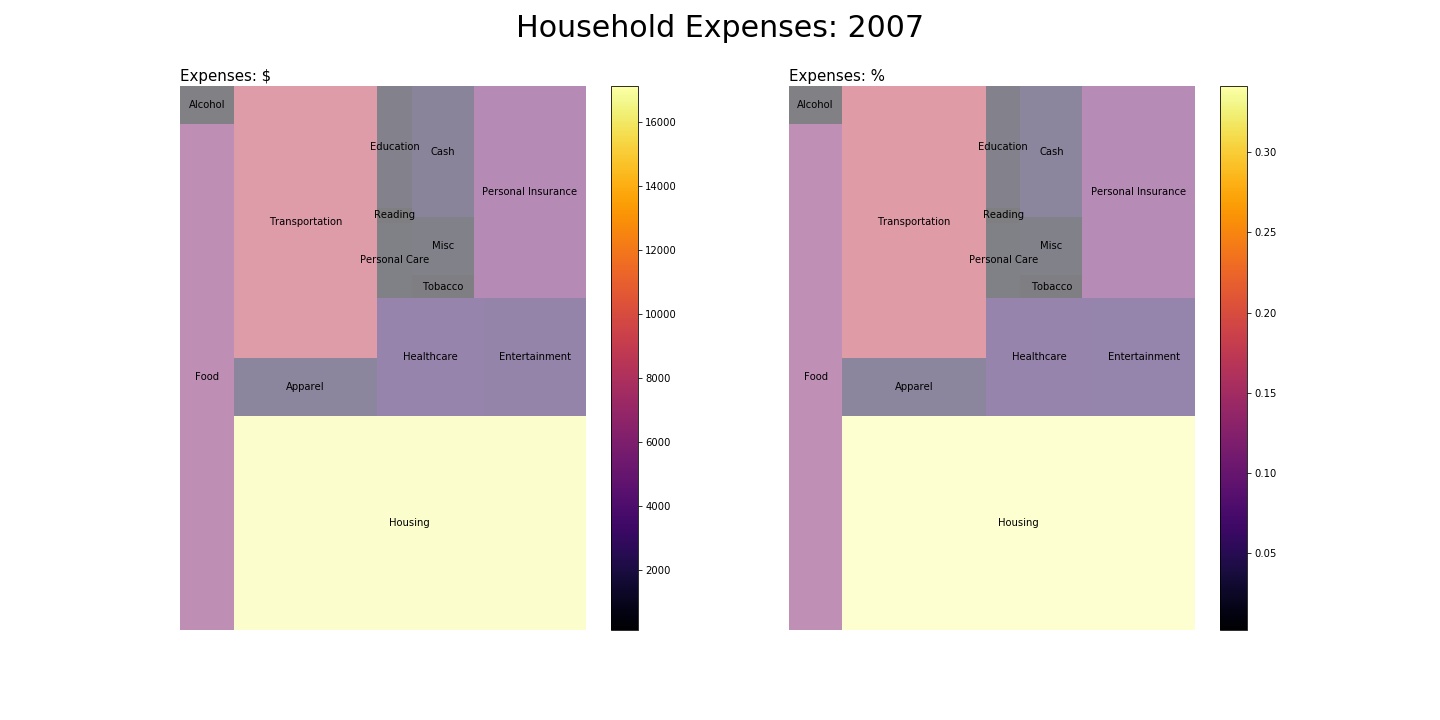 Household Expenses: 2007
Expenses: $
Alcohol
Food
Transportation
Apparel
Education
Reading
Personal Care
Cash
Misc
Tobacco
Personal Insurance
Healthcare
Entertainment
Housing
16000
14000
12000
10000
8000
6000
4000
2000
Expenses: %
Alcohol
Food
Transportation
Apparel
Education
Reading
Personal Care
Cash
Misc
Tobacco
Personal Insurance
Healthcare
Entertainment
Housing
0.30
0.25
0.20
0.15
0.10
0.05